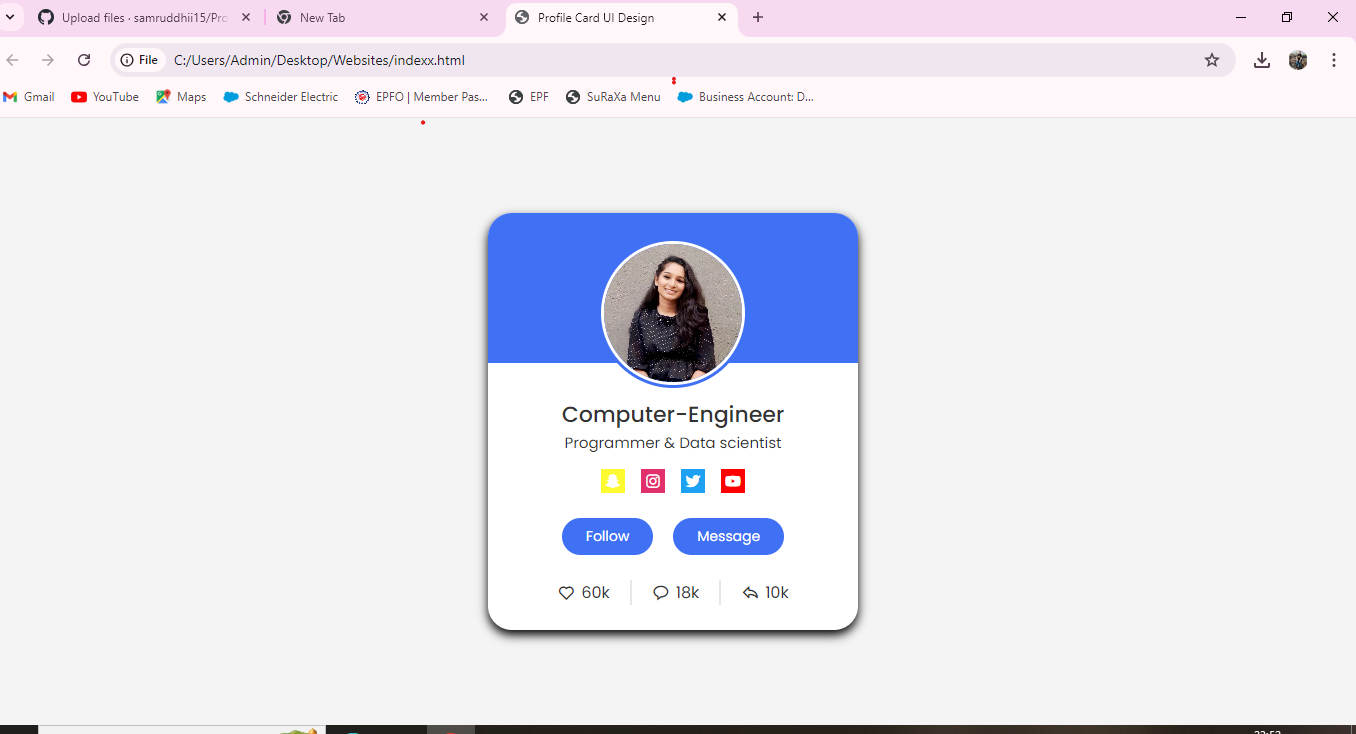 Upload files · samruddhii15/Pro
New Tab
Profile Card UI Design
File
C:/Users/Admin/Desktop/Websites/indexx.html
Gmail
YouTube
Maps
Schneider Electric
EPFO | Member Pas...
EPF
SuRaXa Menu
Business Account: D...
Computer-Engineer
Programmer & Data scientist
Follow
Message
60k
18k
10k